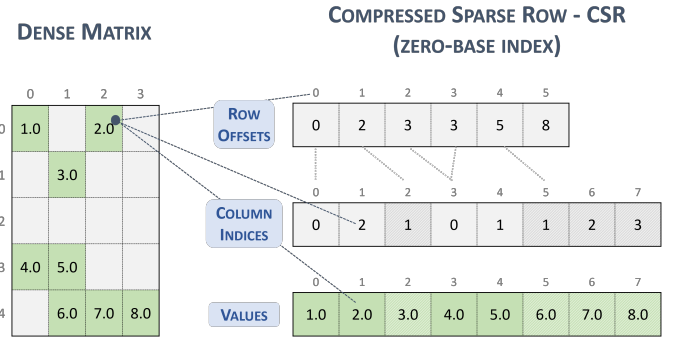 DENSE MATRIX
COMPRESSED SPARSE ROW - CSR
(ZERO-BASE INDEX)
0 1 2 3
0 1.0 2.0
1 3.0
2
3 4.0 5.0
4 6.0 7.0 8.0
0 1 2 3 4 5
ROW
OFFSETS
0 2 3 3 5 8
0 1 2 3 4 5 6 7
COLUMN
INDICES
0 2 1 0 1 1 2 3
0 1 2 3 4 5 6 7
VALUES
1.0 2.0 3.0 4.0 5.0 6.0 7.0 8.0